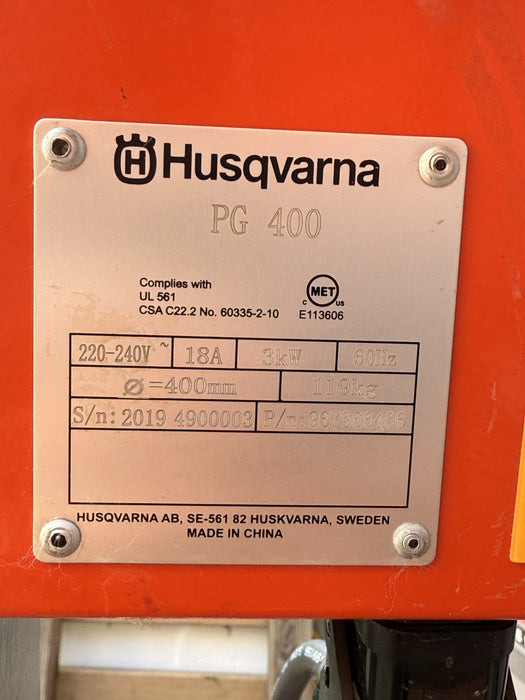 Husqvarna
PG 400
Complies with
UL 561
CSA C22.2 No. 60335-2-10
MET
C US
E113606
220-240V ~ 18A 3kW 60Hz
Ø=400mm 119kg
S/n: 2019 4900003 P/n:
HUSQVARNA AB, SE-561 82 HUSKVARNA, SWEDEN
MADE IN CHINA